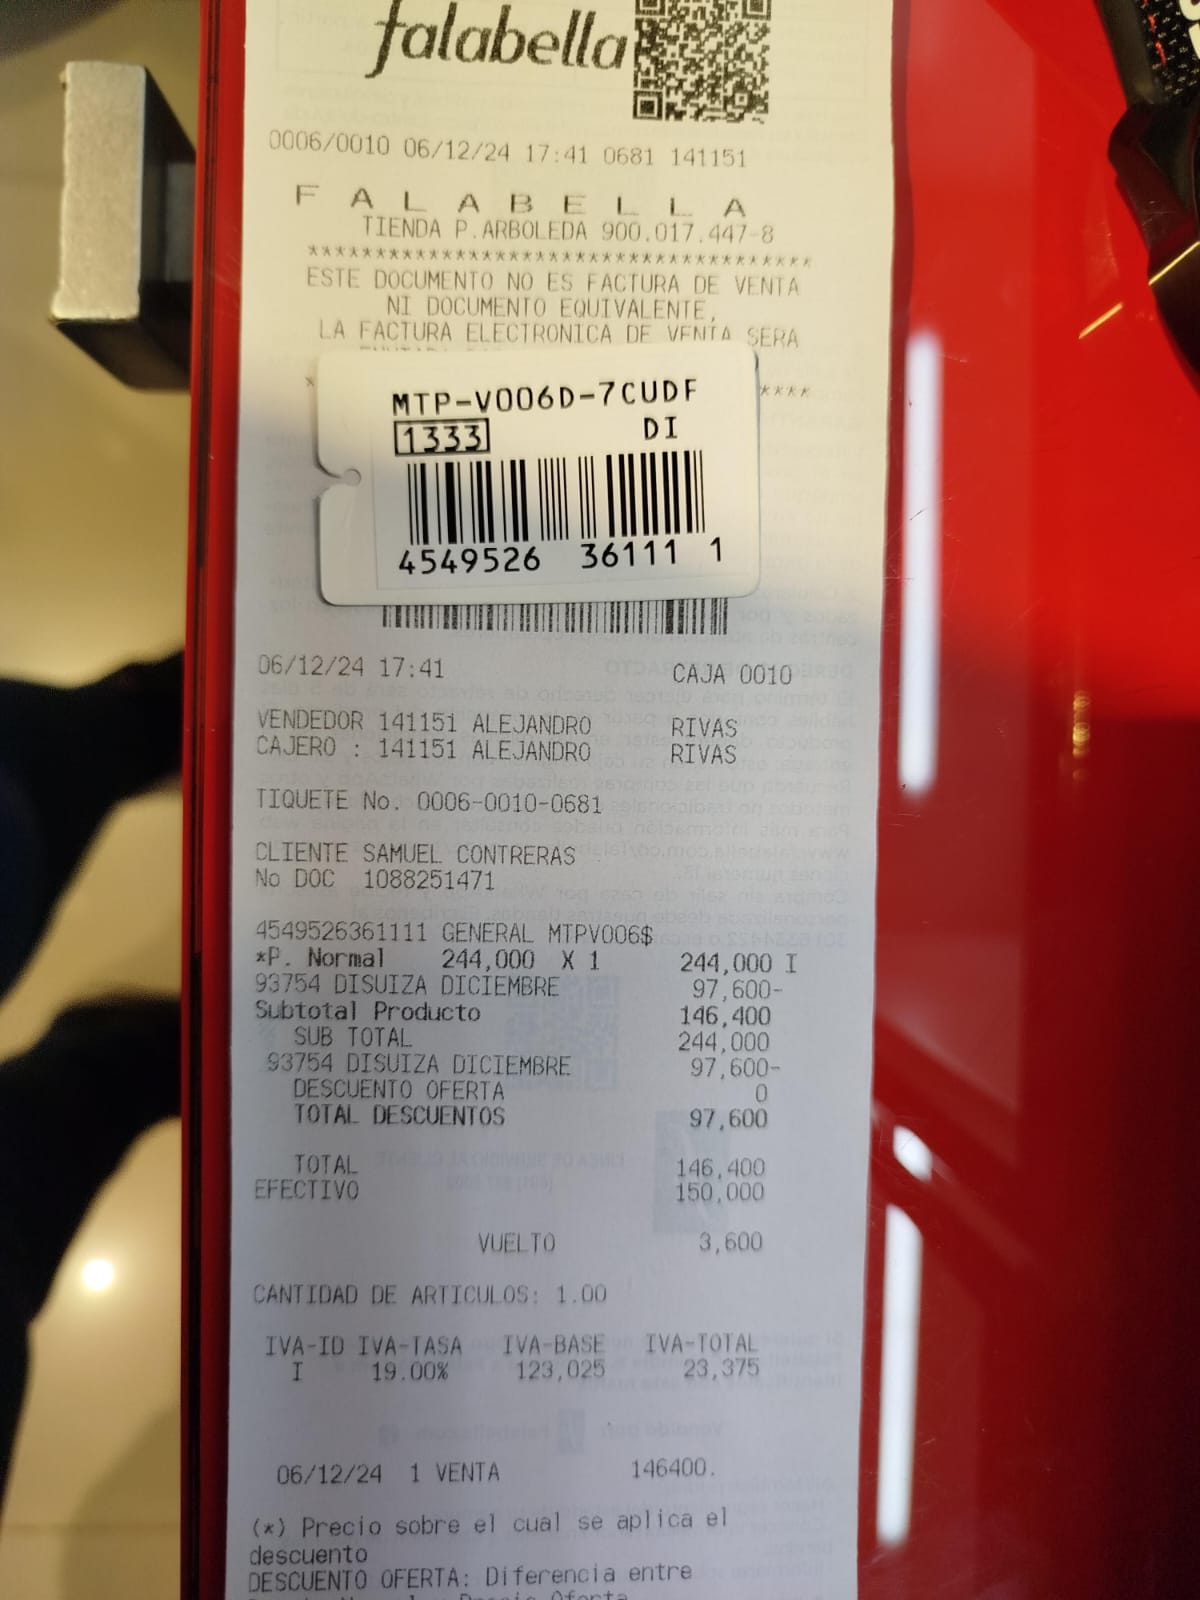 falabella
0006/0010 06/12/24 17:41 0681 141151
F A L A B E L L A
TIENDA P.ARBOLEDA 900.017.447-8
**************************************
ESTE DOCUMENTO NO ES FACTURA DE VENTA
NI DOCUMENTO EQUIVALENTE,
LA FACTURA ELECTRONICA DE VENTA SERA
MTP-V006D-7CUDF
1333 DI
4549526 36111 1
06/12/24 17:41 CAJA 0010
VENDEDOR 141151 ALEJANDRO RIVAS
CAJERO : 141151 ALEJANDRO RIVAS
TIQUETE No. 0006-0010-0681
CLIENTE SAMUEL CONTRERAS
No DOC 1088251471
4549526361111 GENERAL MTPV006$
*P. Normal 244,000 X 1 244,000 I
93754 DISUIZA DICIEMBRE 97,600-
Subtotal Producto 146,400
SUB TOTAL 244,000
93754 DISUIZA DICIEMBRE 97,600-
DESCUENTO OFERTA 0
TOTAL DESCUENTOS 97,600
TOTAL 146,400
EFECTIVO 150,000
VUELTO 3,600
CANTIDAD DE ARTICULOS: 1.00
IVA-ID IVA-TASA IVA-BASE IVA-TOTAL
I 19.00% 123,025 23,375
06/12/24 1 VENTA 146400.
(*) Precio sobre el cual se aplica el
descuento
DESCUENTO OFERTA: Diferencia entre